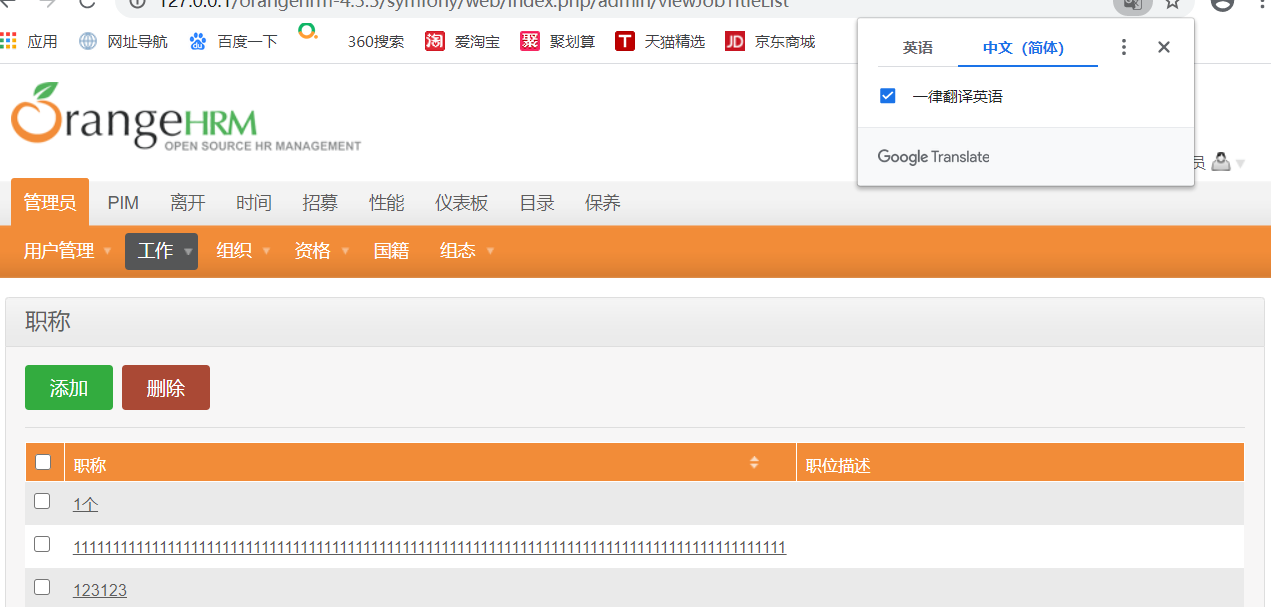 127.0.0.1/orangehrm-4.3.5/symfony/web/index.php/admin/viewJobTitleList
应用 网址导航 百度一下 360搜索 淘 爱淘宝 聚 聚划算 T 天猫精选 JD 京东商城
英语 中文（简体）
一律翻译英语
Google Translate
OrangeHRM
OPEN SOURCE HR MANAGEMENT
员
管理员 PIM 离开 时间 招募 性能 仪表板 目录 保养
用户管理 工作 组织 资格 国籍 组态
职称
添加 删除
职称 职位描述
1个
123123